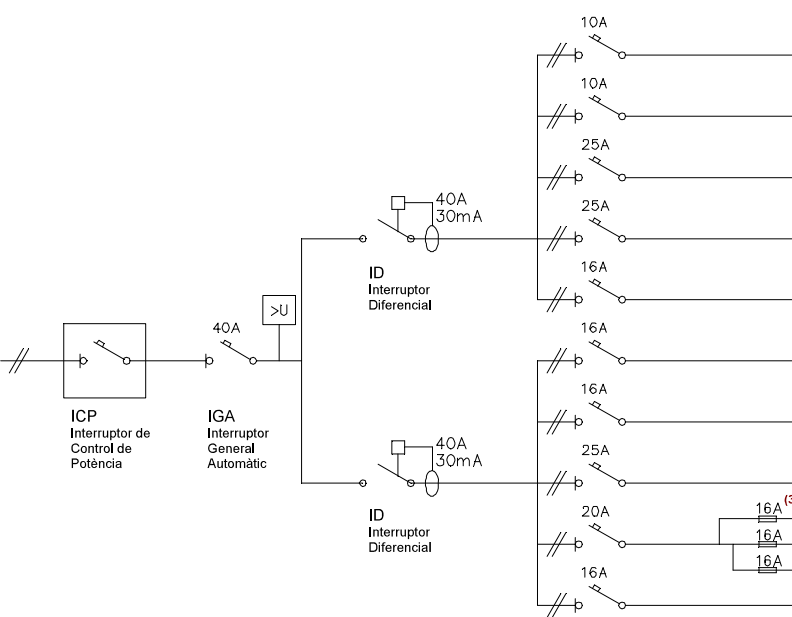 10A
10A
25A
25A
16A
40A
30mA
ID
Interruptor
Diferencial
>U
40A
ICP
Interruptor de
Control de
Potència
IGA
Interruptor
General
Automàtic
40A
30mA
ID
Interruptor
Diferencial
16A
16A
25A
20A
16A
16A (3
16A
16A